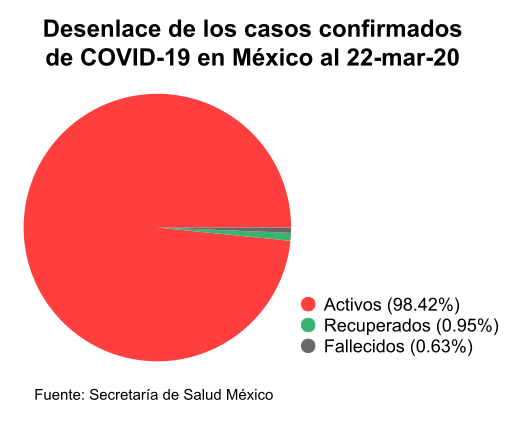 Desenlace de los casos confirmados
de COVID-19 en México al 22-mar-20
Activos (98.42%)
Recuperados (0.95%)
Fallecidos (0.63%)
Fuente: Secretaría de Salud México